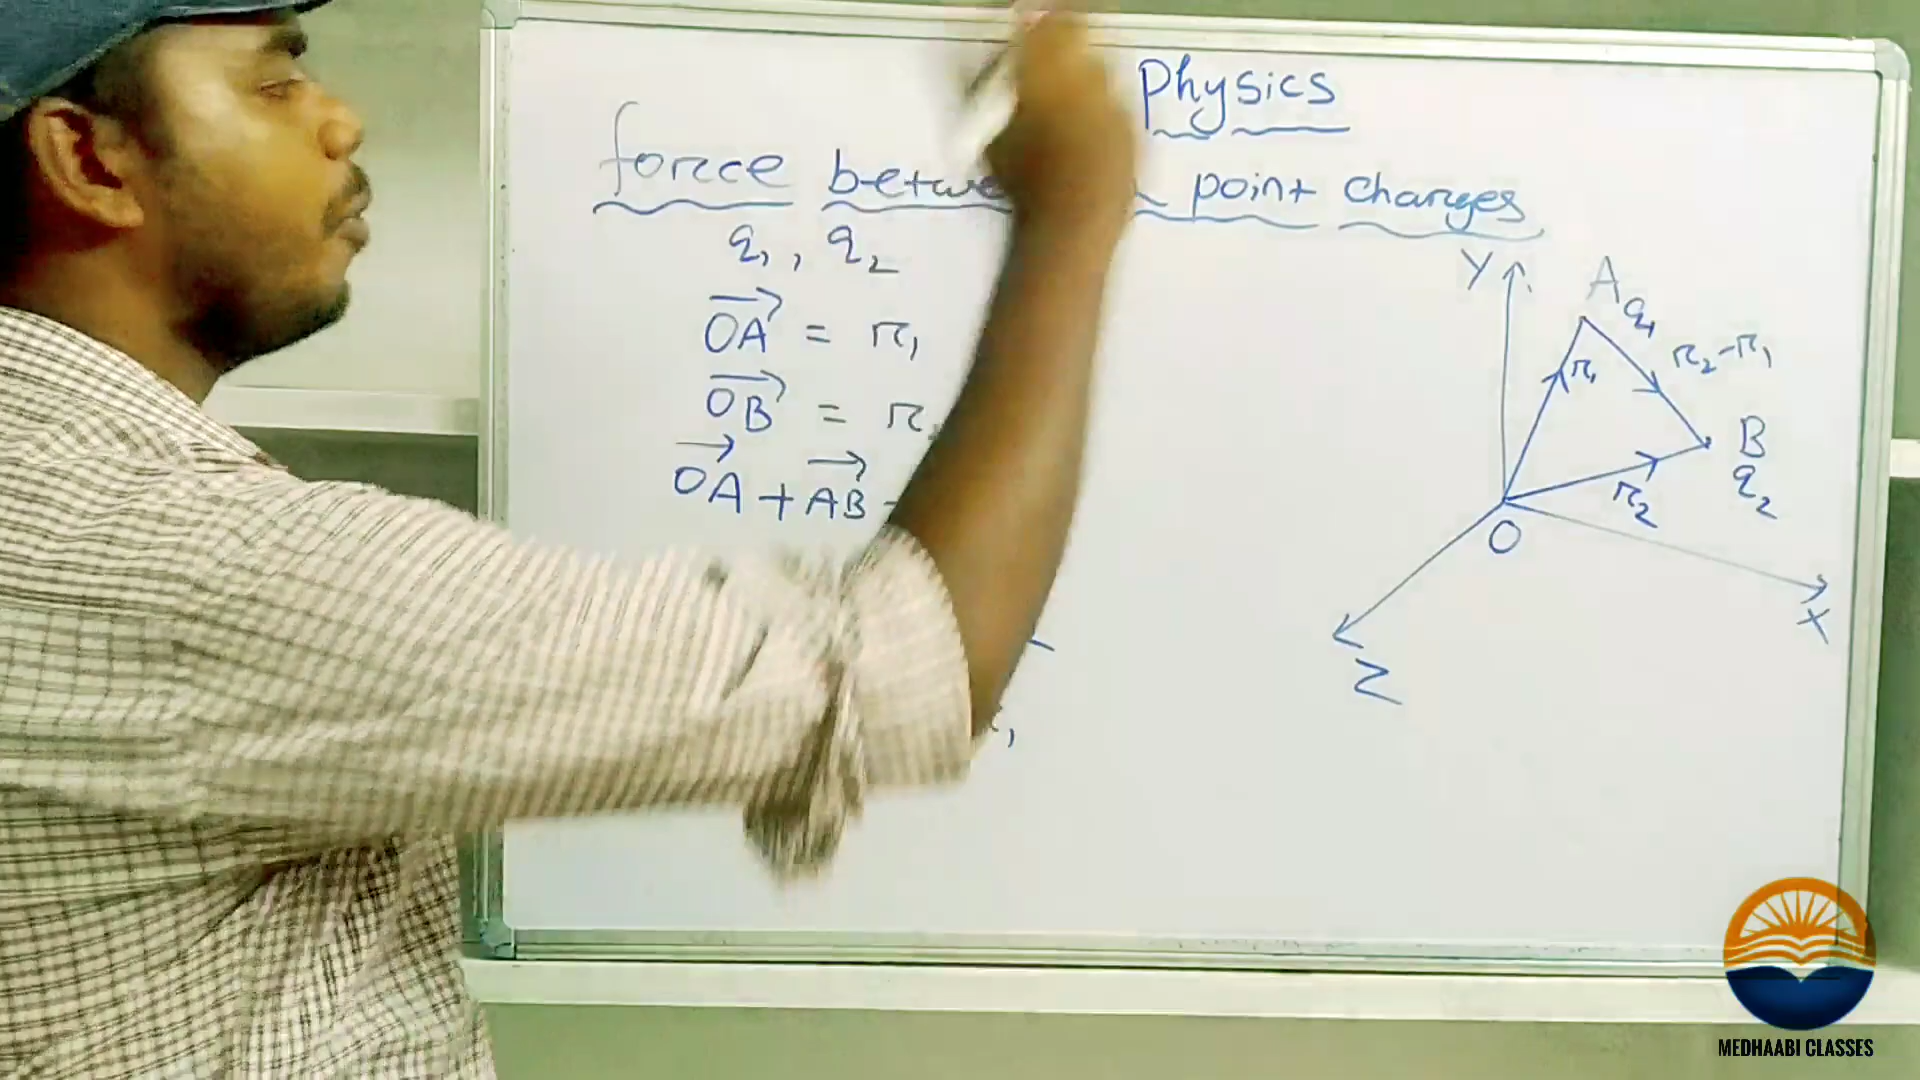 Physics
force between point charges
q₁, q₂
OA = r₁
OB = r
OA + AB
Y
A
q₁
r₂-r₁
r₁
B
q₂
r₂
O
X
Z
MEDHAABI CLASSES